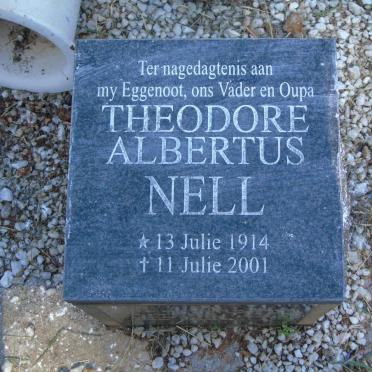 Ter nagedagtenis aan
my Eggenoot, ons Vader en Oupa
THEODORE
ALBERTUS
NELL
★ 13 Julie 1914
† 11 Julie 2001